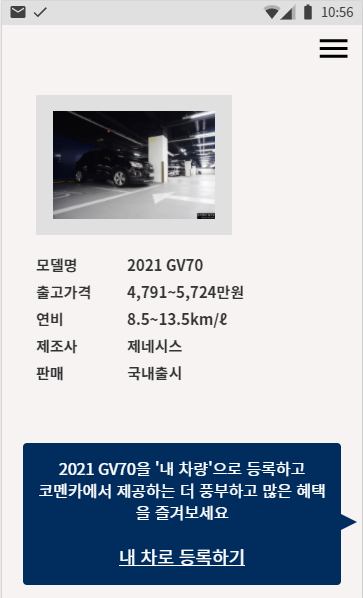 10:56
모델명 2021 GV70
출고가격 4,791~5,724만원
연비 8.5~13.5km/ℓ
제조사 제네시스
판매 국내출시
2021 GV70을 '내 차량'으로 등록하고
코멘카에서 제공하는 더 풍부하고 많은 혜택
을 즐겨보세요
내 차로 등록하기